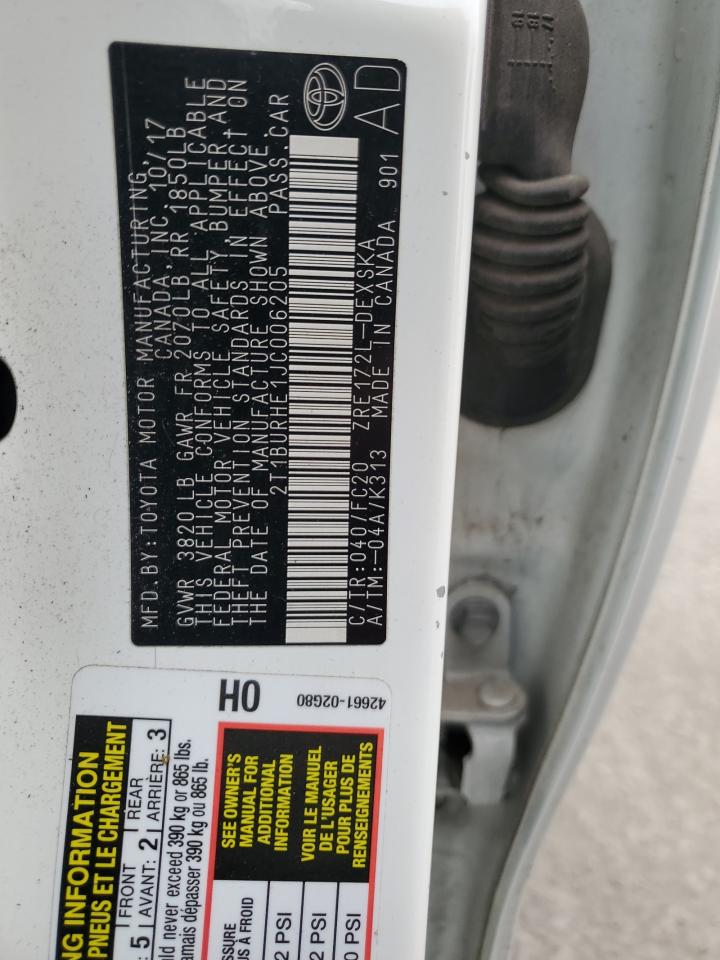 MFD.BY:TOYOTA MOTOR MANUFACTURING,
CANADA, INC. 10/17
GVWR 3820 LB GAWR FR 2070LB, RR 1850LB
THIS VEHICLE CONFORMS TO ALL APPLICABLE
FEDERAL MOTOR VEHICLE SAFETY, BUMPER AND
THEFT PREVENTION STANDARDS IN EFFECT ON
THE DATE OF MANUFACTURE SHOWN ABOVE.
2T1BURHE1JC006205 PASS.CAR
C/TR:040/FC20 ZRE172L-DEXSKA
A/TM:-04A/K313 MADE IN CANADA 901
AD
0H
42661-02G80
NG INFORMATION
PNEUS ET LE CHARGEMENT
5
FRONT
AVANT: 2
REAR
ARRIÈRE: 3
uld never exceed 390 kg or 865 lbs.
amais dépasser 390 kg ou 865 lb.
SEE OWNER'S
MANUAL FOR
ADDITIONAL
INFORMATION
VOIR LE MANUEL
DE L'USAGER
POUR PLUS DE
RENSEIGNEMENTS
SSURE
S À FROID
2 PSI
2 PSI
0 PSI